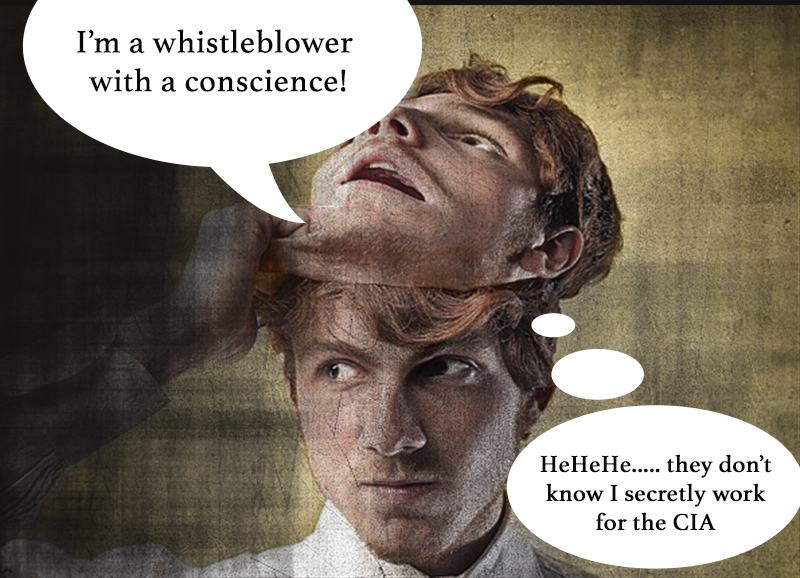 I’m a whistleblower
with a conscience!
HeHeHe..... they don’t
know I secretly work
for the CIA